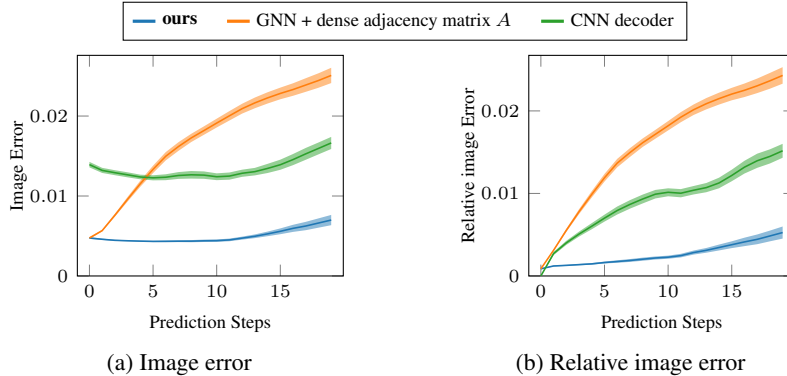 ours GNN + dense adjacency matrix A CNN decoder
0.02
0.01
0
0 5 10 15
Image Error
Prediction Steps
(a) Image error
0.02
0.01
0
0 5 10 15
Relative image Error
Prediction Steps
(b) Relative image error